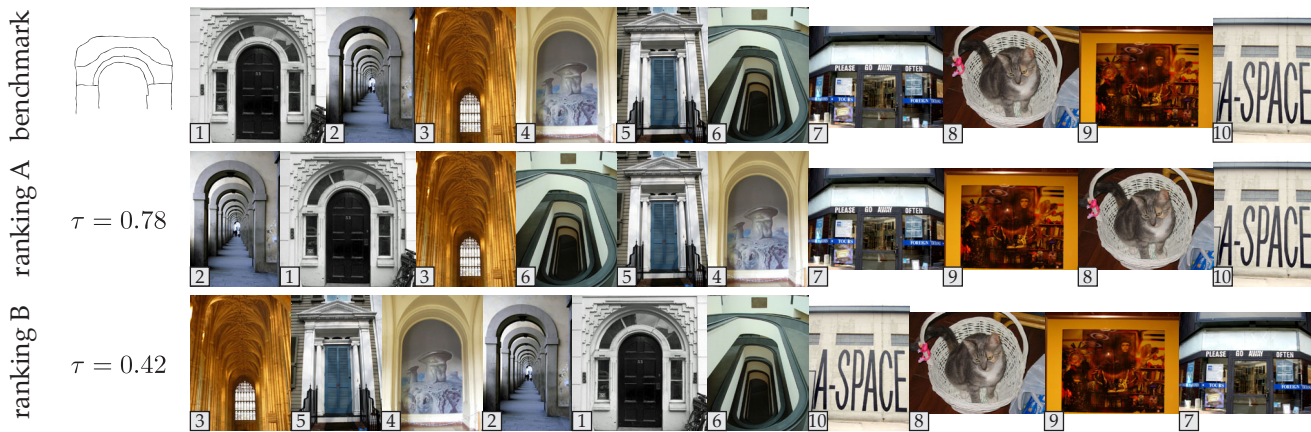 benchmark
1 2 3 4 5 6 7 8 9 10
PLEASE GO AWAY OFTEN
A-SPACE
ranking A
τ = 0.78
2 1 3 6 5 4 7 9 8 10
PLEASE GO AWAY OFTEN
A-SPACE
ranking B
τ = 0.42
3 5 4 2 1 6 10 8 9 7
A-SPACE
PLEASE GO AWAY OFTEN